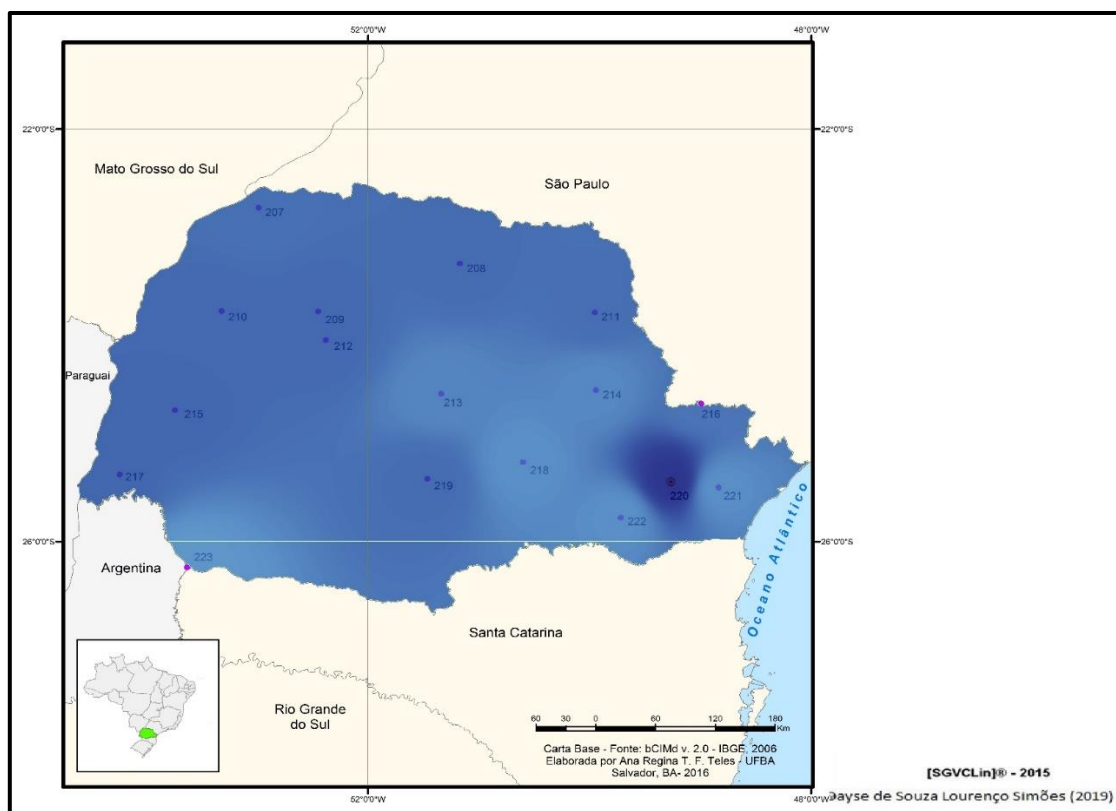 52°0'0"W
48°0'0"W
22°0'0"S
22°0'0"S
Mato Grosso do Sul
São Paulo
207
208
210
209
211
212
Paraguai
213
214
215
216
217
218
219
220
221
222
223
26°0'0"S
26°0'0"S
Argentina
Oceano Atlântico
Santa Catarina
Rio Grande
do Sul
60 30 0 60 120 180
Km
Carta Base - Fonte: bCIMd v. 2.0 - IBGE, 2006
Elaborada por Ana Regina T. F. Teles - UFBA
Salvador, BA- 2016
52°0'0"W
48°0'0"W
[SGVCLin]® - 2015
Dayse de Souza Lourenço Simões (2019)